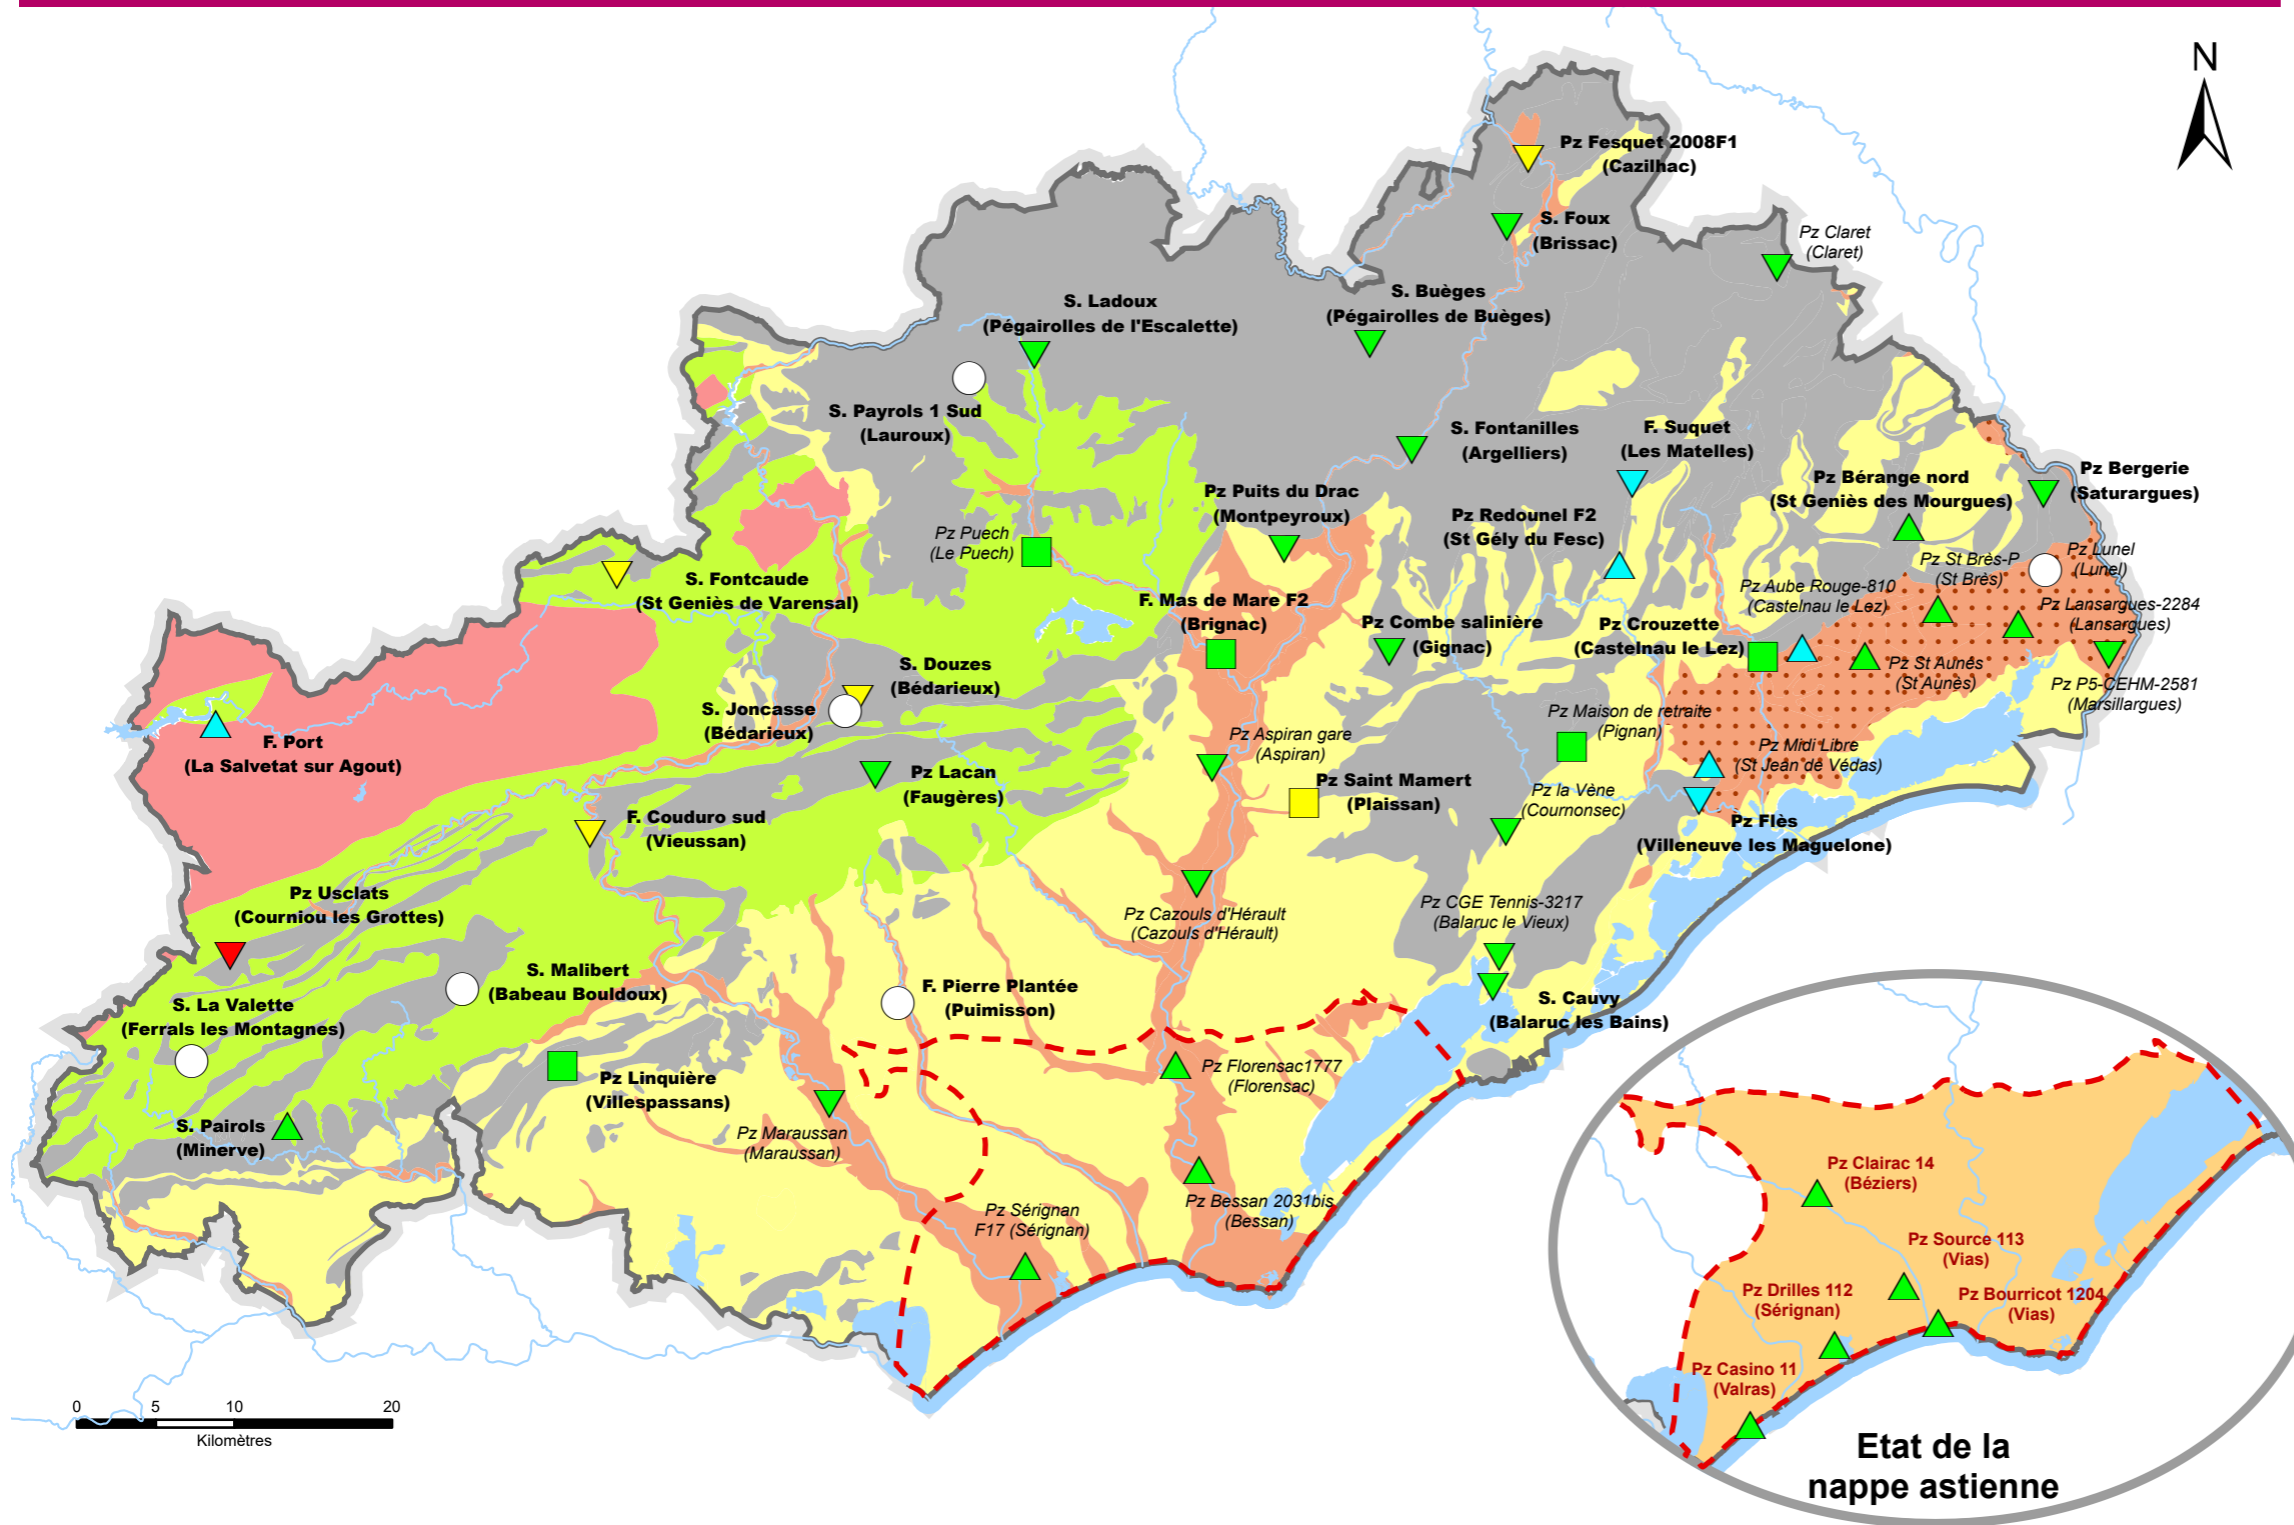 N
Pz Fesquet 2008F1
(Cazilhac)
S. Foux
(Brissac)
Pz Claret
(Claret)
S. Ladoux
(Pégairolles de l'Escalette)
S. Buèges
(Pégairolles de Buèges)
S. Payrols 1 Sud
(Lauroux)
S. Fontanilles
(Argelliers)
F. Suquet
(Les Matelles)
Pz Bérange nord
(St Geniès des Mourgues)
Pz Bergerie
(Saturargues)
Pz Puits du Drac
(Montpeyroux)
Pz Redounel F2
(St Gély du Fesc)
Pz Puech
(Le Puech)
Pz St Brès-P
(St Brès)
Pz Lunel
(Lunel)
S. Fontcaude
(St Geniès de Varensal)
Pz Aube Rouge-810
(Castelnau le Lez)
F. Mas de Mare F2
(Brignac)
Pz Combe salinière
(Gignac)
Pz Crouzette
(Castelnau le Lez)
Pz Lansargues-2284
(Lansargues)
S. Douzes
(Bédarieux)
Pz St Aunès
(St Aunès)
Pz P5-CEHM-2581
(Marsillargues)
S. Joncasse
(Bédarieux)
Pz Maison de retraite
(Pignan)
F. Port
(La Salvetat sur Agout)
Pz Aspiran gare
(Aspiran)
Pz Midi Libre
(St Jean de Védas)
Pz Lacan
(Faugères)
Pz Saint Mamert
(Plaissan)
Pz la Vène
(Cournonsec)
F. Couduro sud
(Vieussan)
Pz Flès
(Villeneuve les Maguelone)
Pz Usclats
(Courniou les Grottes)
Pz Cazouls d'Hérault
(Cazouls d'Hérault)
Pz CGE Tennis-3217
(Balaruc le Vieux)
S. Malibert
(Babeau Bouldoux)
F. Pierre Plantée
(Puimisson)
S. La Valette
(Ferrals les Montagnes)
S. Cauvy
(Balaruc les Bains)
Pz Linquière
(Villespassans)
Pz Florensac1777
(Florensac)
S. Pairols
(Minerve)
Pz Maraussan
(Maraussan)
Pz Sérignan
F17 (Sérignan)
Pz Bessan 2031bis
(Bessan)
Pz Clairac 14
(Béziers)
Pz Source 113
(Vias)
Pz Drilles 112
(Sérignan)
Pz Bourricot 1204
(Vias)
Pz Casino 11
(Valras)
Etat de la
nappe astienne
0 5 10 20
Kilomètres